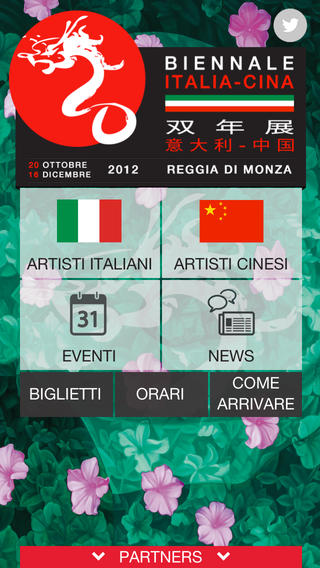 BIENNALE
ITALIA-CINA
双年展
意大利-中国
20 OTTOBRE
16 DICEMBRE
2012
REGGIA DI MONZA
ARTISTI ITALIANI
ARTISTI CINESI
31
EVENTI
NEWS
BIGLIETTI
ORARI
COME
ARRIVARE
PARTNERS